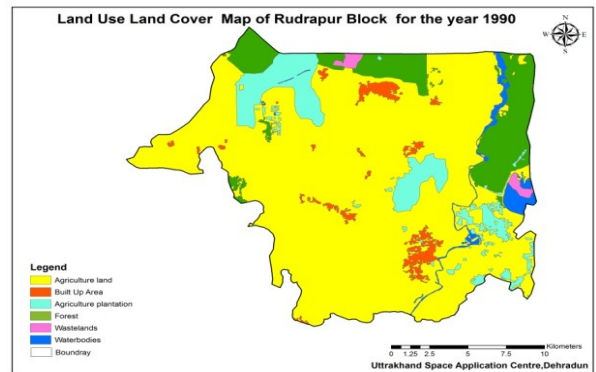 Land Use Land Cover Map of Rudrapur Block for the year 1990
N
W E
S
Legend
Agriculture land
Built Up Area
Agriculture plantation
Forest
Wastelands
Waterbodies
Boundray
Kilometers
0 1.25 2.5 5 7.5 10
Uttrakhand Space Application Centre,Dehradun